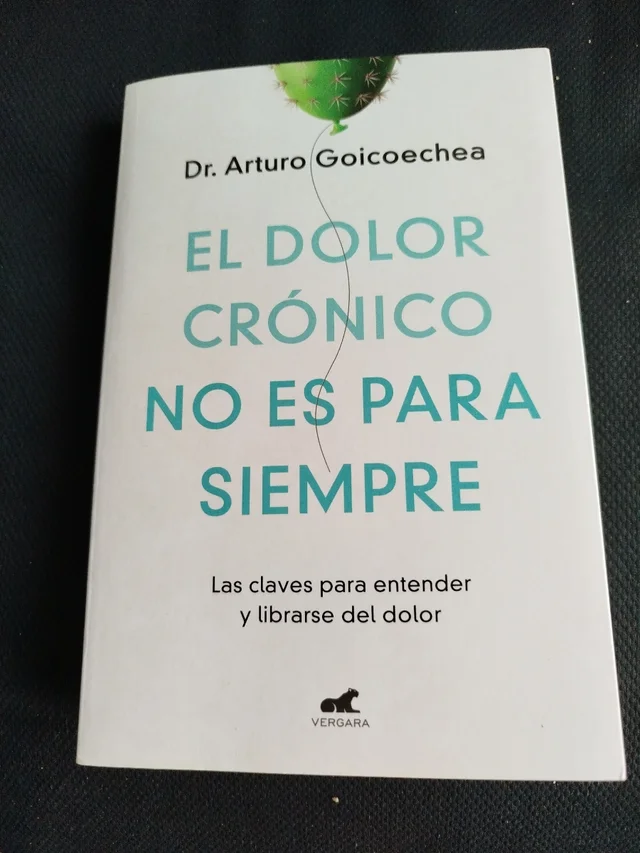 Dr. Arturo Goicoechea
EL DOLOR
CRÓNICO
NO ES PARA
SIEMPRE
Las claves para entender
y librarse del dolor
VERGARA